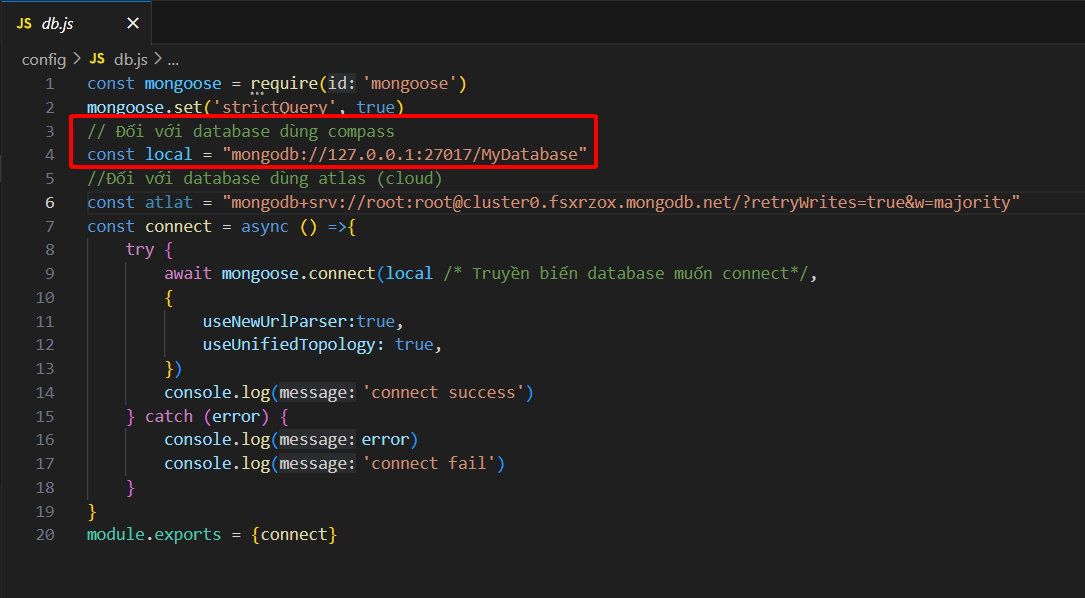 JS db.js ×
config > JS db.js > ...
1 const mongoose = require(id: 'mongoose')
2 mongoose.set('strictQuery', true)
3 // Đối với database dùng compass
4 const local = "mongodb://127.0.0.1:27017/MyDatabase"
5 //Đối với database dùng atlas (cloud)
6 const atlat = "mongodb+srv://root:root@cluster0.fsxrzox.mongodb.net/?retryWrites=true&w=majority"
7 const connect = async () =>{
8 try {
9 await mongoose.connect(local /* Truyền biến database muốn connect*/,
10 {
11 useNewUrlParser:true,
12 useUnifiedTopology: true,
13 })
14 console.log(message: 'connect success')
15 } catch (error) {
16 console.log(message: error)
17 console.log(message: 'connect fail')
18 }
19 }
20 module.exports = {connect}